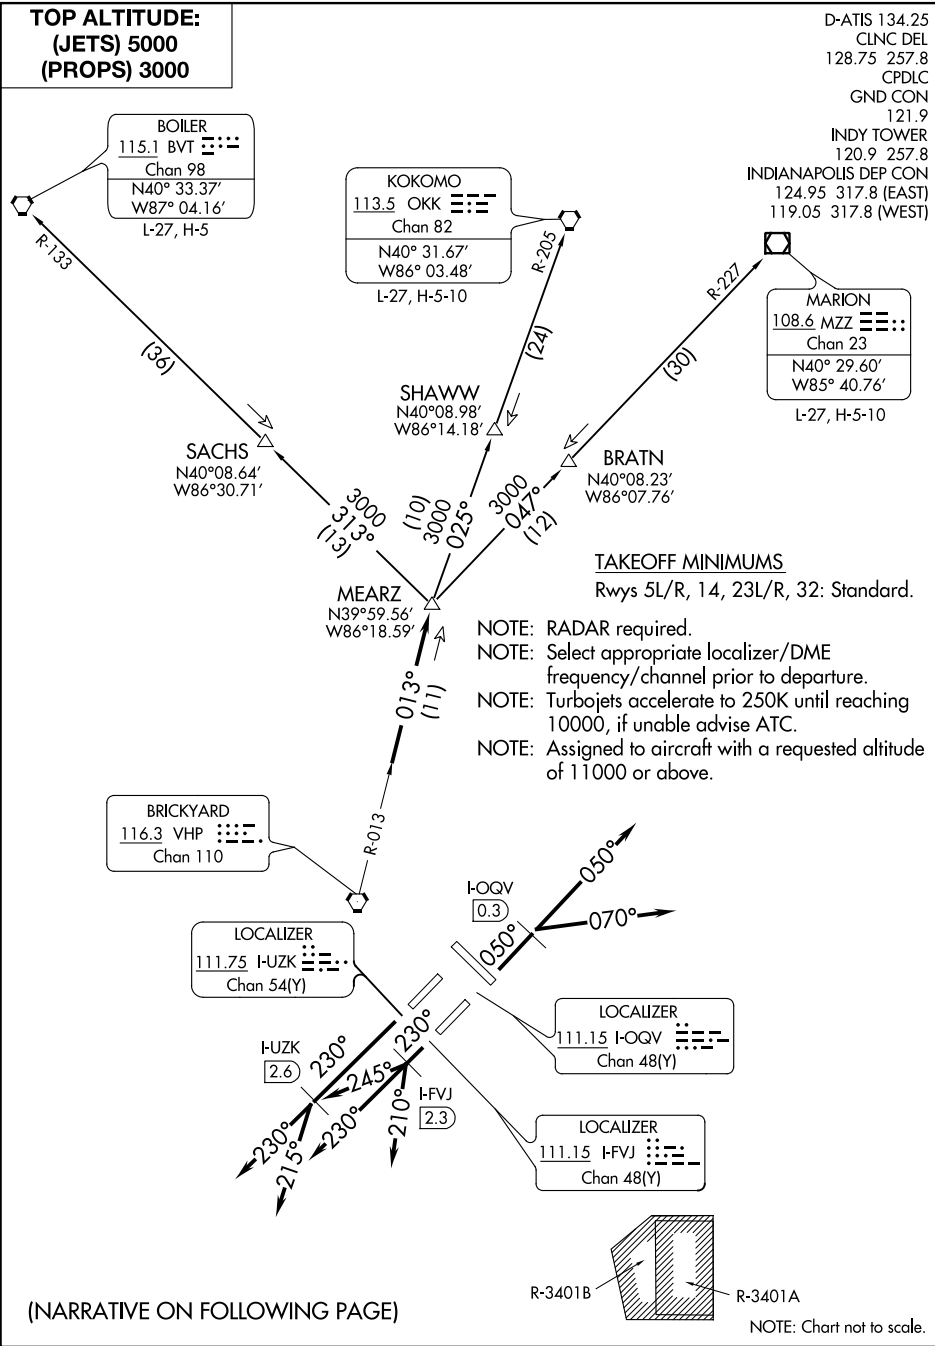 TOP ALTITUDE:
(JETS) 5000
(PROPS) 3000
D-ATIS 134.25
CLNC DEL
128.75 257.8
CPDLC
GND CON
121.9
INDY TOWER
120.9 257.8
INDIANAPOLIS DEP CON
124.95 317.8 (EAST)
119.05 317.8 (WEST)
BOILER
115.1 BVT
Chan 98
N40° 33.37′
W87° 04.16′
L-27, H-5
KOKOMO
113.5 OKK
Chan 82
N40° 31.67′
W86° 03.48′
L-27, H-5-10
MARION
108.6 MZZ
Chan 23
N40° 29.60′
W85° 40.76′
L-27, H-5-10
R-133
R-205
R-227
(36)
(24)
(30)
SHAWW
N40°08.98′
W86°14.18′
SACHS
N40°08.64′
W86°30.71′
BRATN
N40°08.23′
W86°07.76′
3000
313°
(13)
(10)
3000
025°
3000
047°
(12)
MEARZ
N39°59.56′
W86°18.59′
TAKEOFF MINIMUMS
Rwys 5L/R, 14, 23L/R, 32: Standard.
NOTE: RADAR required.
NOTE: Select appropriate localizer/DME
frequency/channel prior to departure.
NOTE: Turbojets accelerate to 250K until reaching
10000, if unable advise ATC.
NOTE: Assigned to aircraft with a requested altitude
of 11000 or above.
013°
(11)
R-013
BRICKYARD
116.3 VHP
Chan 110
I-OQV
0.3
050°
050°
070°
LOCALIZER
111.75 I-UZK
Chan 54(Y)
LOCALIZER
111.15 I-OQV
Chan 48(Y)
I-UZK
2.6
230°
230°
245°
I-FVJ
2.3
230°
215°
230°
210°
LOCALIZER
111.15 I-FVJ
Chan 48(Y)
R-3401B
R-3401A
(NARRATIVE ON FOLLOWING PAGE)
NOTE: Chart not to scale.